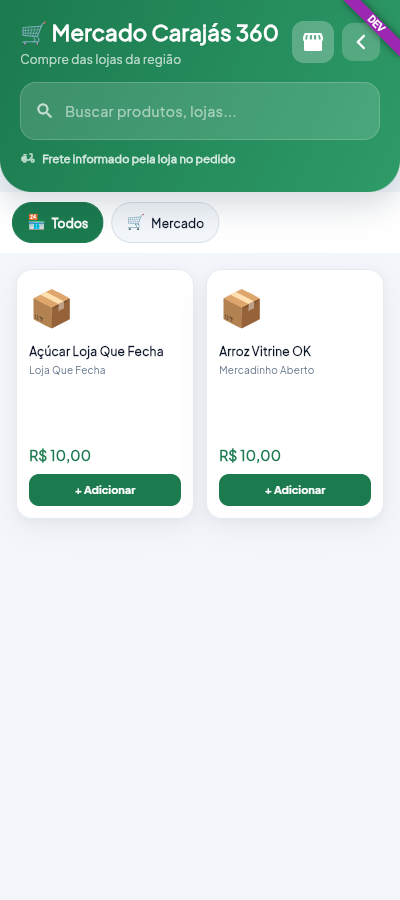 Mercado Carajás 360
DEV
Compre das lojas da região
Buscar produtos, lojas...
Frete informado pela loja no pedido
Todos
Mercado
Açúcar Loja Que Fecha
Loja Que Fecha
R$ 10,00
+ Adicionar
Arroz Vitrine OK
Mercadinho Aberto
R$ 10,00
+ Adicionar